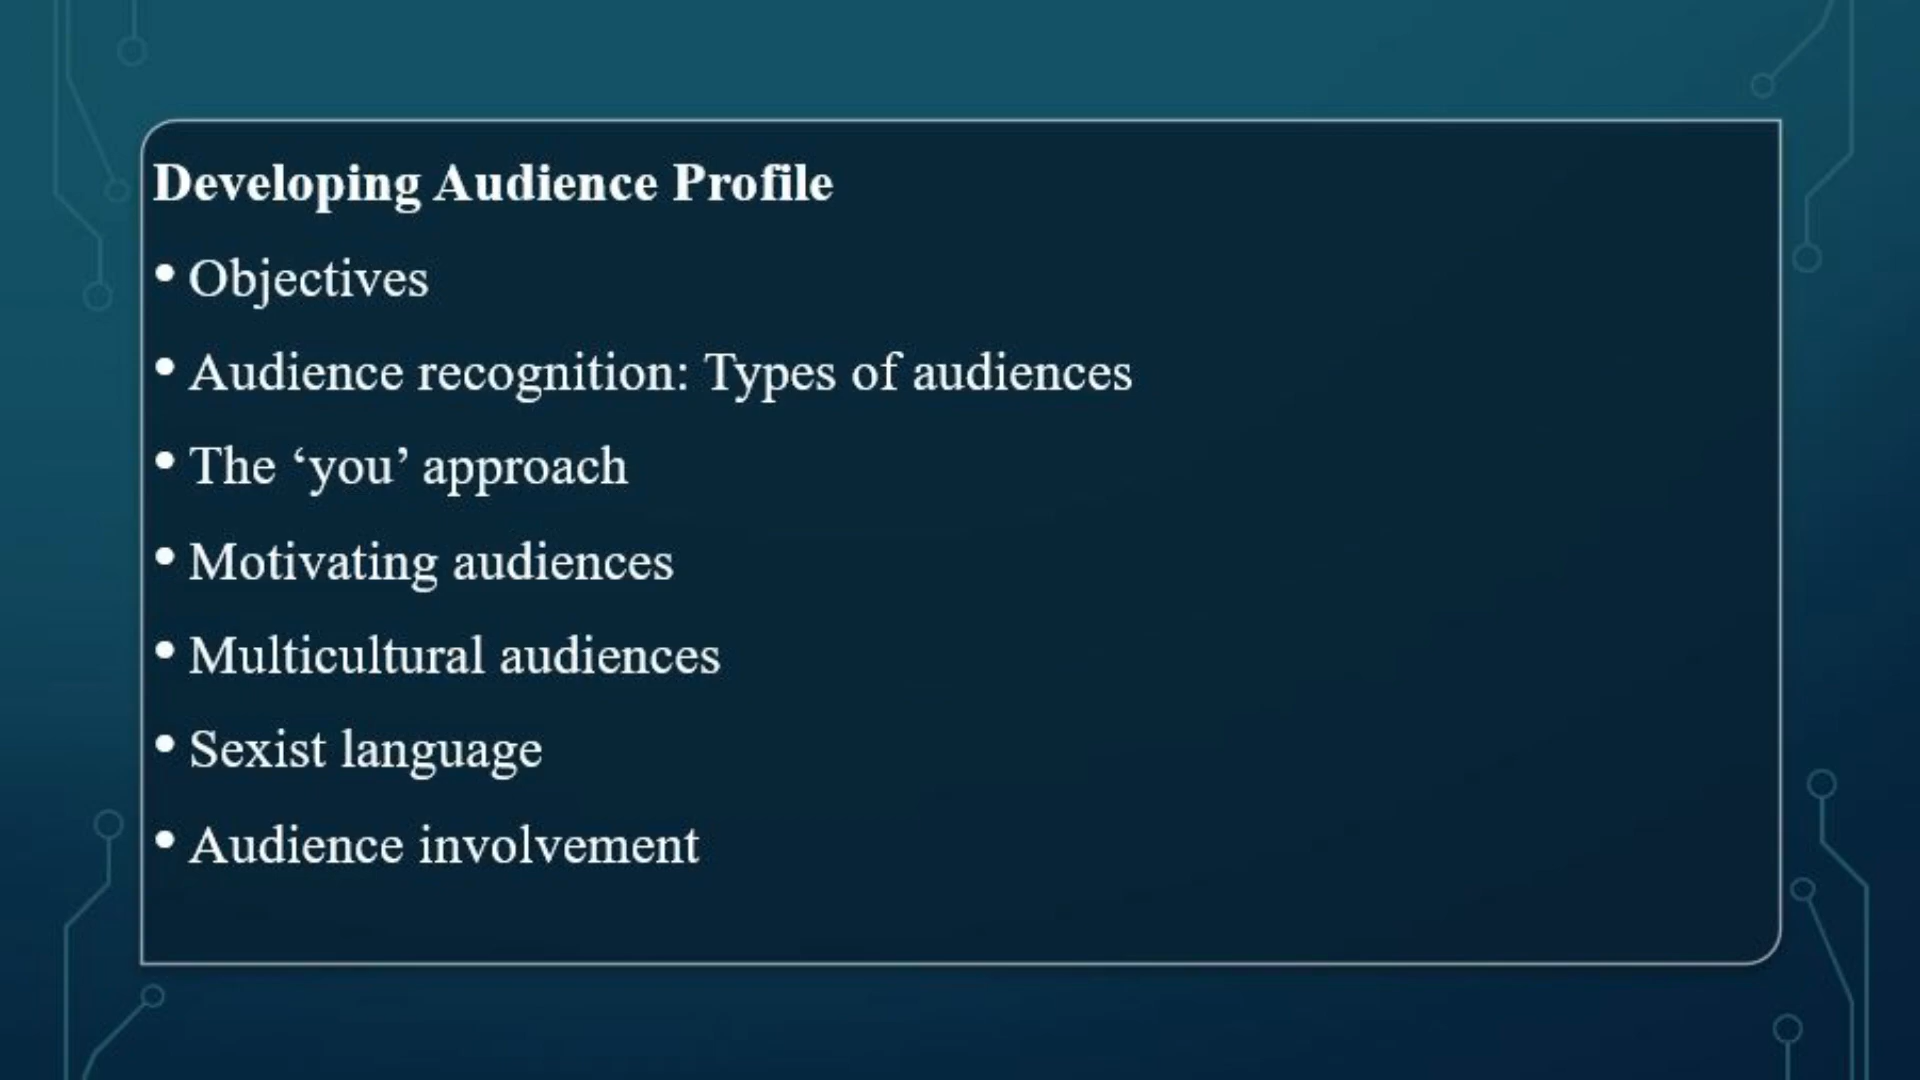 Developing Audience Profile
• Objectives
• Audience recognition: Types of audiences
• The ‘you’ approach
• Motivating audiences
• Multicultural audiences
• Sexist language
• Audience involvement